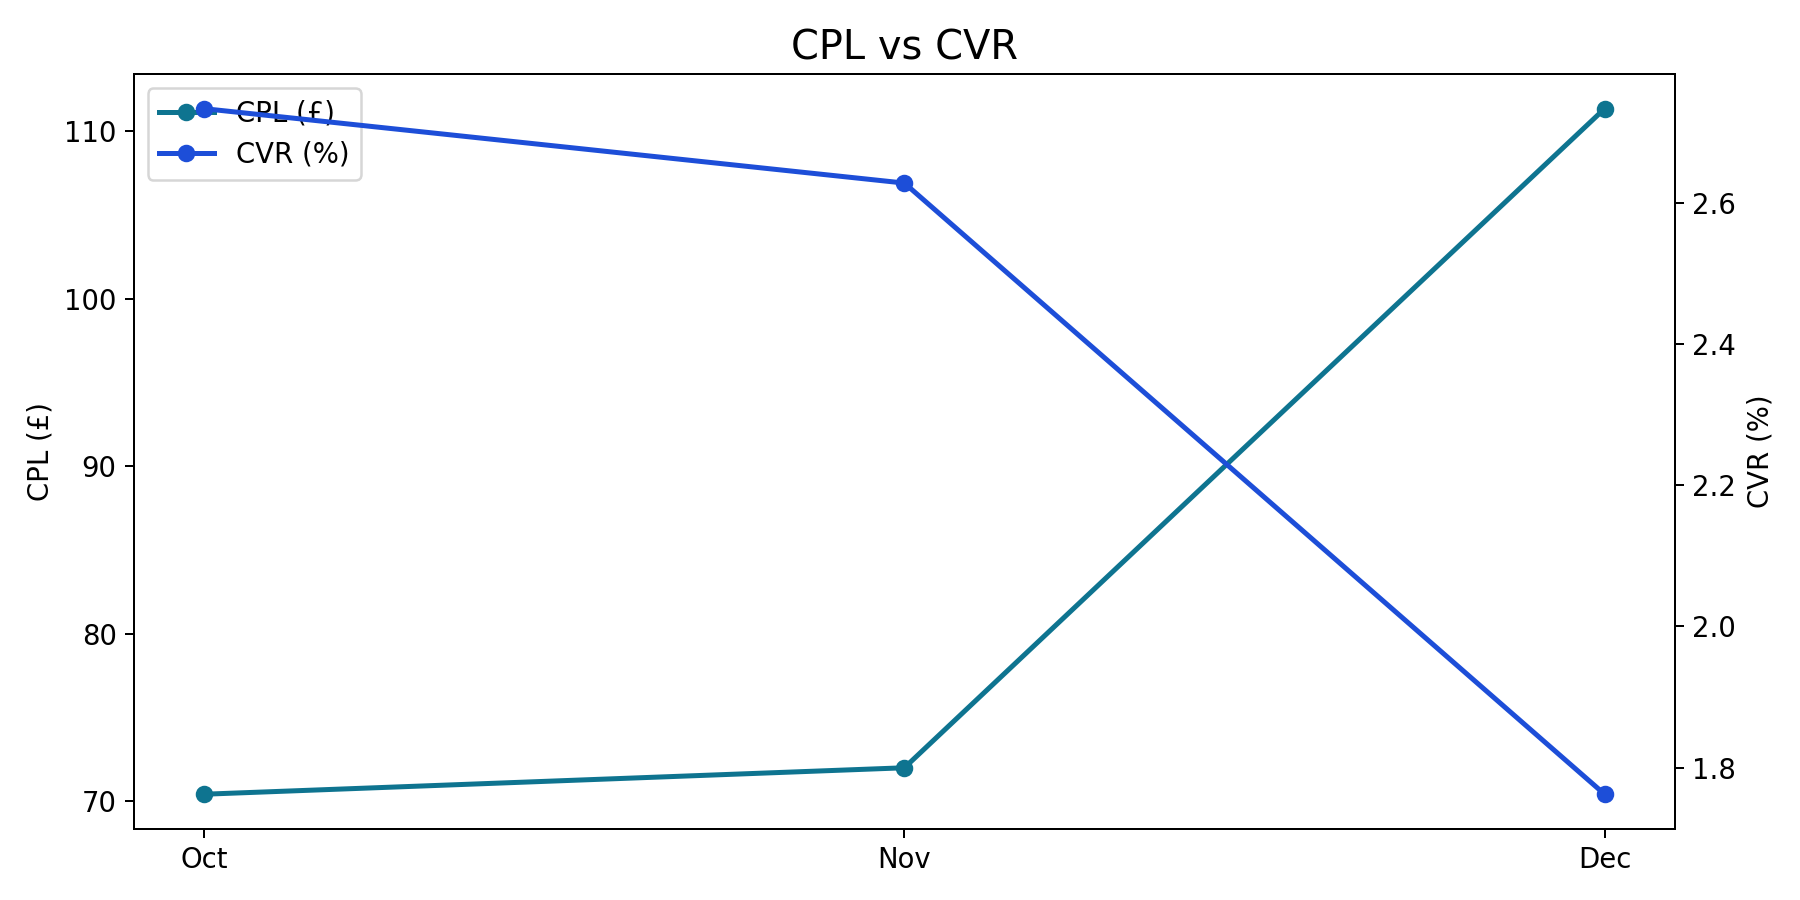 CPL vs CVR
CPL (£)
CVR (%)
110
100
90
80
70
CPL (£)
2.6
2.4
2.2
2.0
1.8
CVR (%)
Oct
Nov
Dec